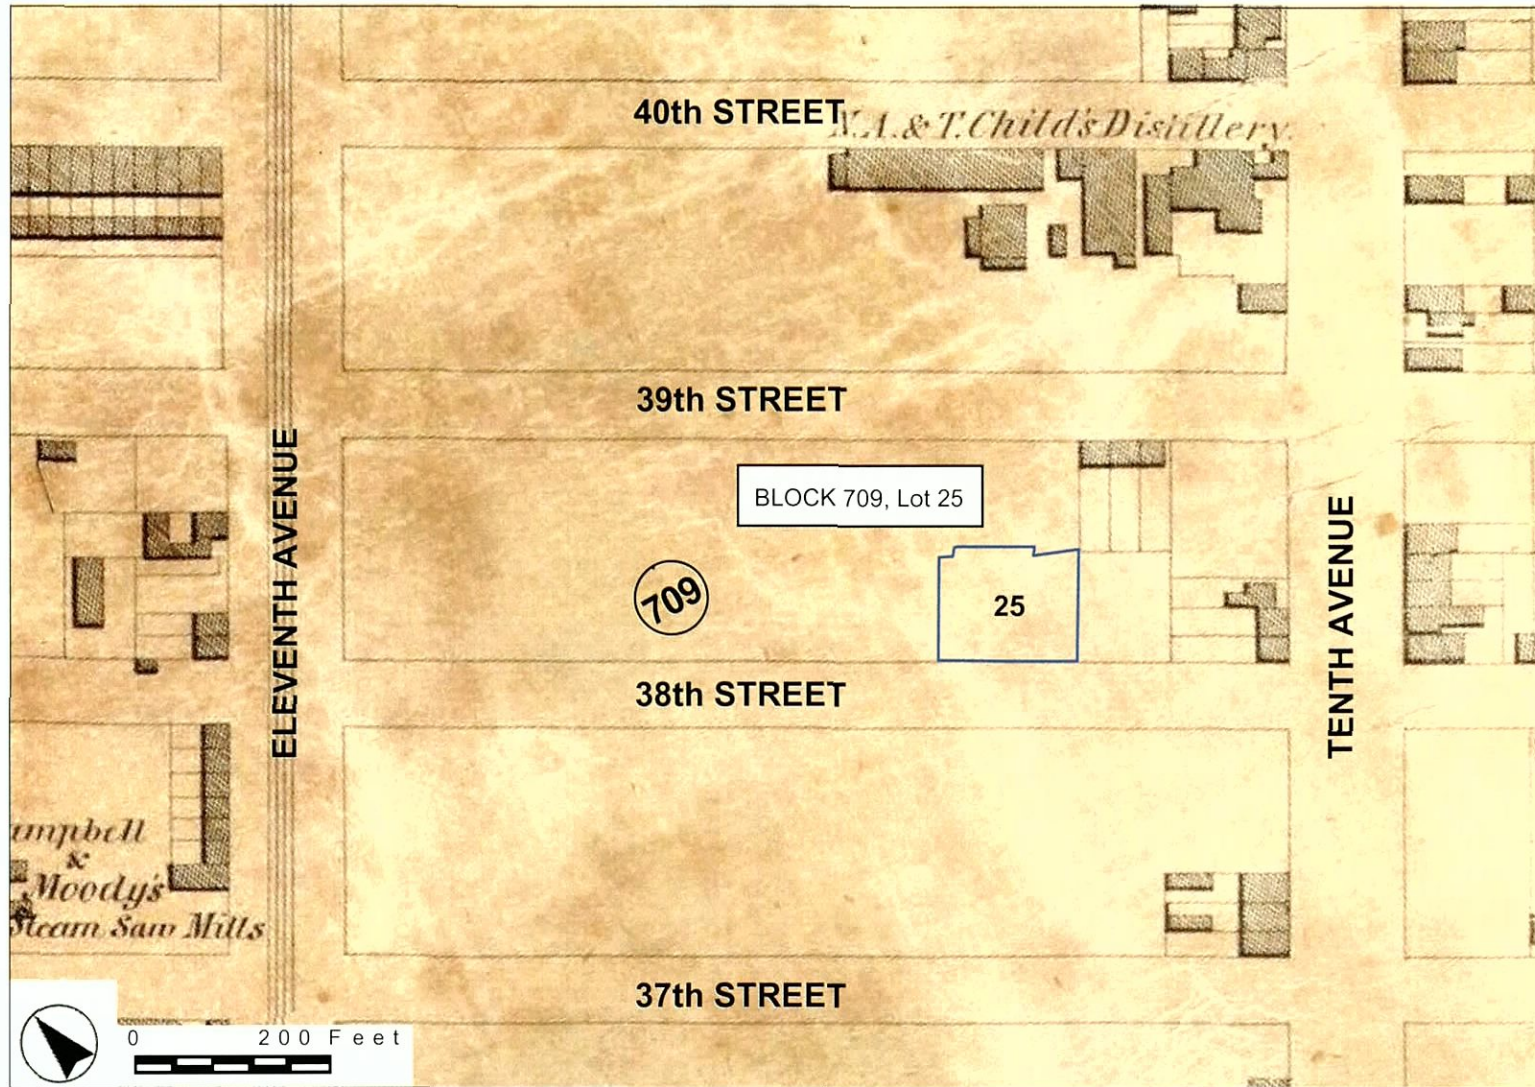 40th STREET
N.A. & T. Child's Distillery.
39th STREET
ELEVENTH AVENUE
BLOCK 709, Lot 25
TENTH AVENUE
709
25
38th STREET
ampbell
&
Moody's
Steam Saw Mills
37th STREET
0 200 Feet